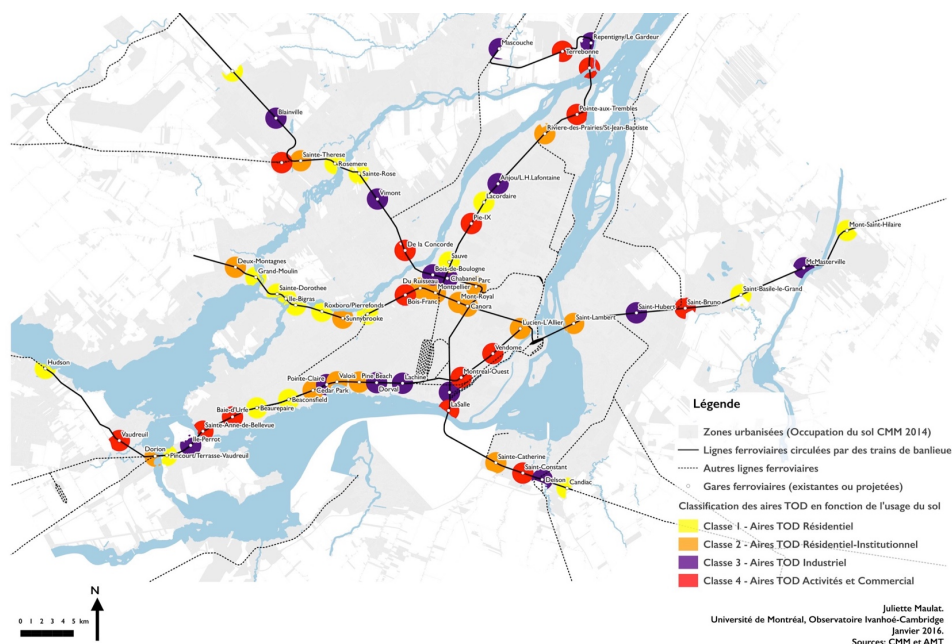 Mascouche
Repentigny/Le Gardeur
Terrebonne
Blainville
Pointe-aux-Trembles
Riviere-des-Prairies/St-Jean-Baptiste
Sainte-Therese
Rosemere
Sainte-Rose
Anjou/L.H.Lafontaine
Vimont
Lacordaire
Pie-IX
Mont-Saint-Hilaire
De la Concorde
Sauve
Deux-Montagnes
Grand-Moulin
Bois-de-Boulogne
Chabanel
McMasterville
Sainte-Dorothee
Du Ruisseau
Parc
Montpellier
Saint-Basile-le-Grand
Ile-Bigras
Roxboro/Pierrefonds
Bois-Franc
Mont-Royal
Canora
Saint-Hubert
Saint-Bruno
Sunnybrooke
Lucien-L'Allier
Saint-Lambert
Vendome
Hudson
Montréal-Ouest
Pointe-Claire
Valois
Pine Beach
Lachine
Cedar Park
Dorval
Beaconsfield
LaSalle
Beaurepaire
Baie-d'Urfe
Sainte-Anne-de-Bellevue
Vaudreuil
Ile-Perrot
Dorion
Pincourt/Terrasse-Vaudreuil
Sainte-Catherine
Saint-Constant
Delson
Candiac
Légende
Zones urbanisées (Occupation du sol CMM 2014)
Lignes ferroviaires circulées par des trains de banlieue
Autres lignes ferroviaires
Gares ferroviaires (existantes ou projetées)
Classification des aires TOD en fonction de l'usage du sol
Classe 1 - Aires TOD Résidentiel
Classe 2 - Aires TOD Résidentiel-Institutionnel
Classe 3 - Aires TOD Industriel
Classe 4 - Aires TOD Activités et Commercial
N
0 1 2 3 4 5 km
Juliette Maulat.
Université de Montréal, Observatoire Ivanhoé-Cambridge
Janvier 2016.
Sources: CMM et AMT